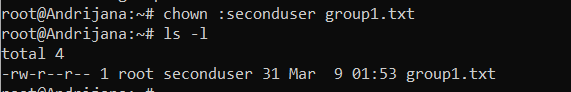 root@Andrijana:~# chown :seconduser group1.txt
root@Andrijana:~# ls -l
total 4
-rw-r--r-- 1 root seconduser 31 Mar  9 01:53 group1.txt